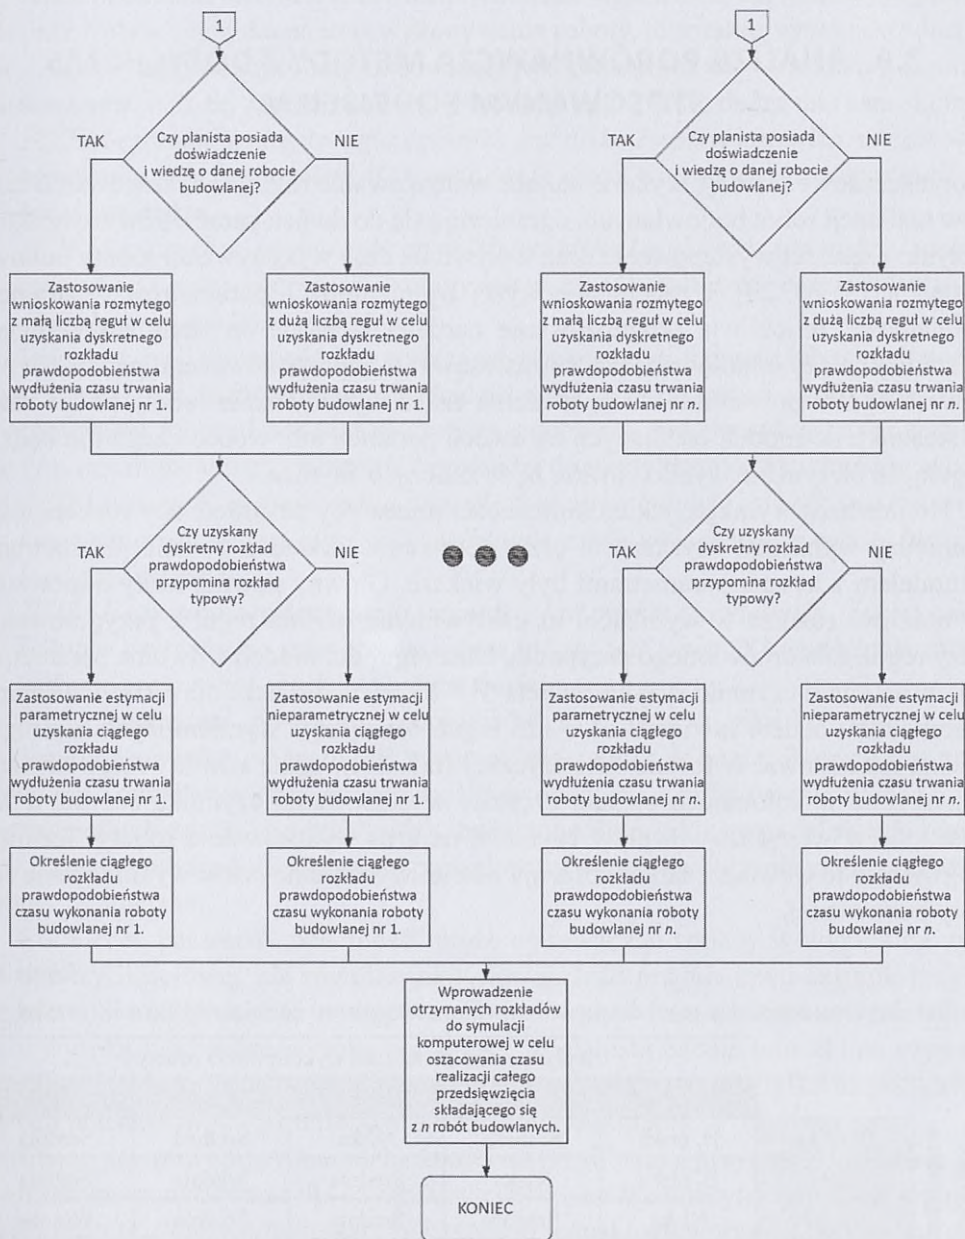 1
Czy planista posiada
doświadczenie
i wiedzę o danej robocie
budowlanej?
TAK
NIE
Zastosowanie
wnioskowania rozmytego
z małą liczbą reguł w celu
uzyskania dyskretnego
rozkładu
prawdopodobieństwa
wydłużenia czasu trwania
roboty budowlanej nr 1.
Zastosowanie
wnioskowania rozmytego
z dużą liczbą reguł w celu
uzyskania dyskretnego
rozkładu
prawdopodobieństwa
wydłużenia czasu trwania
roboty budowlanej nr 1.
Czy uzyskany
dyskretny rozkład
prawdopodobieństwa
przypomina rozkład
typowy?
TAK
NIE
Zastosowanie estymacji
parametrycznej w celu
uzyskania ciągłego
rozkładu
prawdopodobieństwa
wydłużenia czasu trwania
roboty budowlanej nr 1.
Zastosowanie estymacji
nieparametrycznej w celu
uzyskania ciągłego
rozkładu
prawdopodobieństwa
wydłużenia czasu trwania
roboty budowlanej nr 1.
Określenie ciągłego
rozkładu
prawdopodobieństwa
czasu wykonania roboty
budowlanej nr 1.
Określenie ciągłego
rozkładu
prawdopodobieństwa
czasu wykonania roboty
budowlanej nr 1.
1
Czy planista posiada
doświadczenie
i wiedzę o danej robocie
budowlanej?
TAK
NIE
Zastosowanie
wnioskowania rozmytego
z małą liczbą reguł w celu
uzyskania dyskretnego
rozkładu
prawdopodobieństwa
wydłużenia czasu trwania
roboty budowlanej nr n.
Zastosowanie
wnioskowania rozmytego
z dużą liczbą reguł w celu
uzyskania dyskretnego
rozkładu
prawdopodobieństwa
wydłużenia czasu trwania
roboty budowlanej nr n.
Czy uzyskany
dyskretny rozkład
prawdopodobieństwa
przypomina rozkład
typowy?
TAK
NIE
Zastosowanie estymacji
parametrycznej w celu
uzyskania ciągłego
rozkładu
prawdopodobieństwa
wydłużenia czasu trwania
roboty budowlanej nr n.
Zastosowanie estymacji
nieparametrycznej w celu
uzyskania ciągłego
rozkładu
prawdopodobieństwa
wydłużenia czasu trwania
roboty budowlanej nr n.
Określenie ciągłego
rozkładu
prawdopodobieństwa
czasu wykonania roboty
budowlanej nr n.
Określenie ciągłego
rozkładu
prawdopodobieństwa
czasu wykonania roboty
budowlanej nr n.
Wprowadzenie
otrzymanych rozkładów
do symulacji
komputerowej w celu
oszacowania czasu
realizacji całego
przedsięwzięcia
składającego się
z n robót budowlanych.
KONIEC